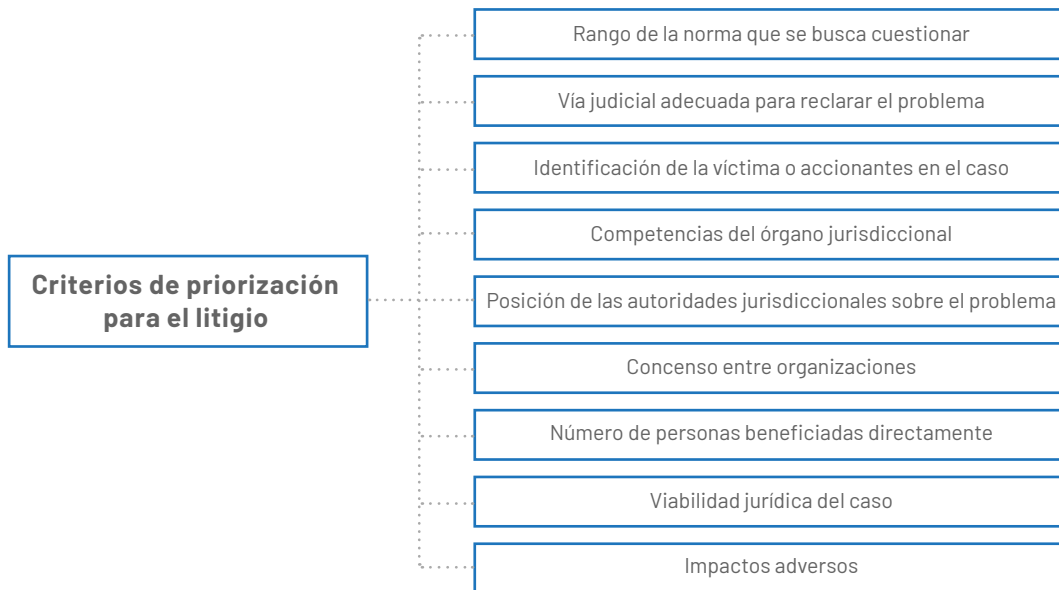 Rango de la norma que se busca cuestionar
Vía judicial adecuada para reclarar el problema
Identificación de la víctima o accionantes en el caso
Competencias del órgano jurisdiccional
Criterios de priorización
para el litigio
Posición de las autoridades jurisdiccionales sobre el problema
Concenso entre organizaciones
Número de personas beneficiadas directamente
Viabilidad jurídica del caso
Impactos adversos